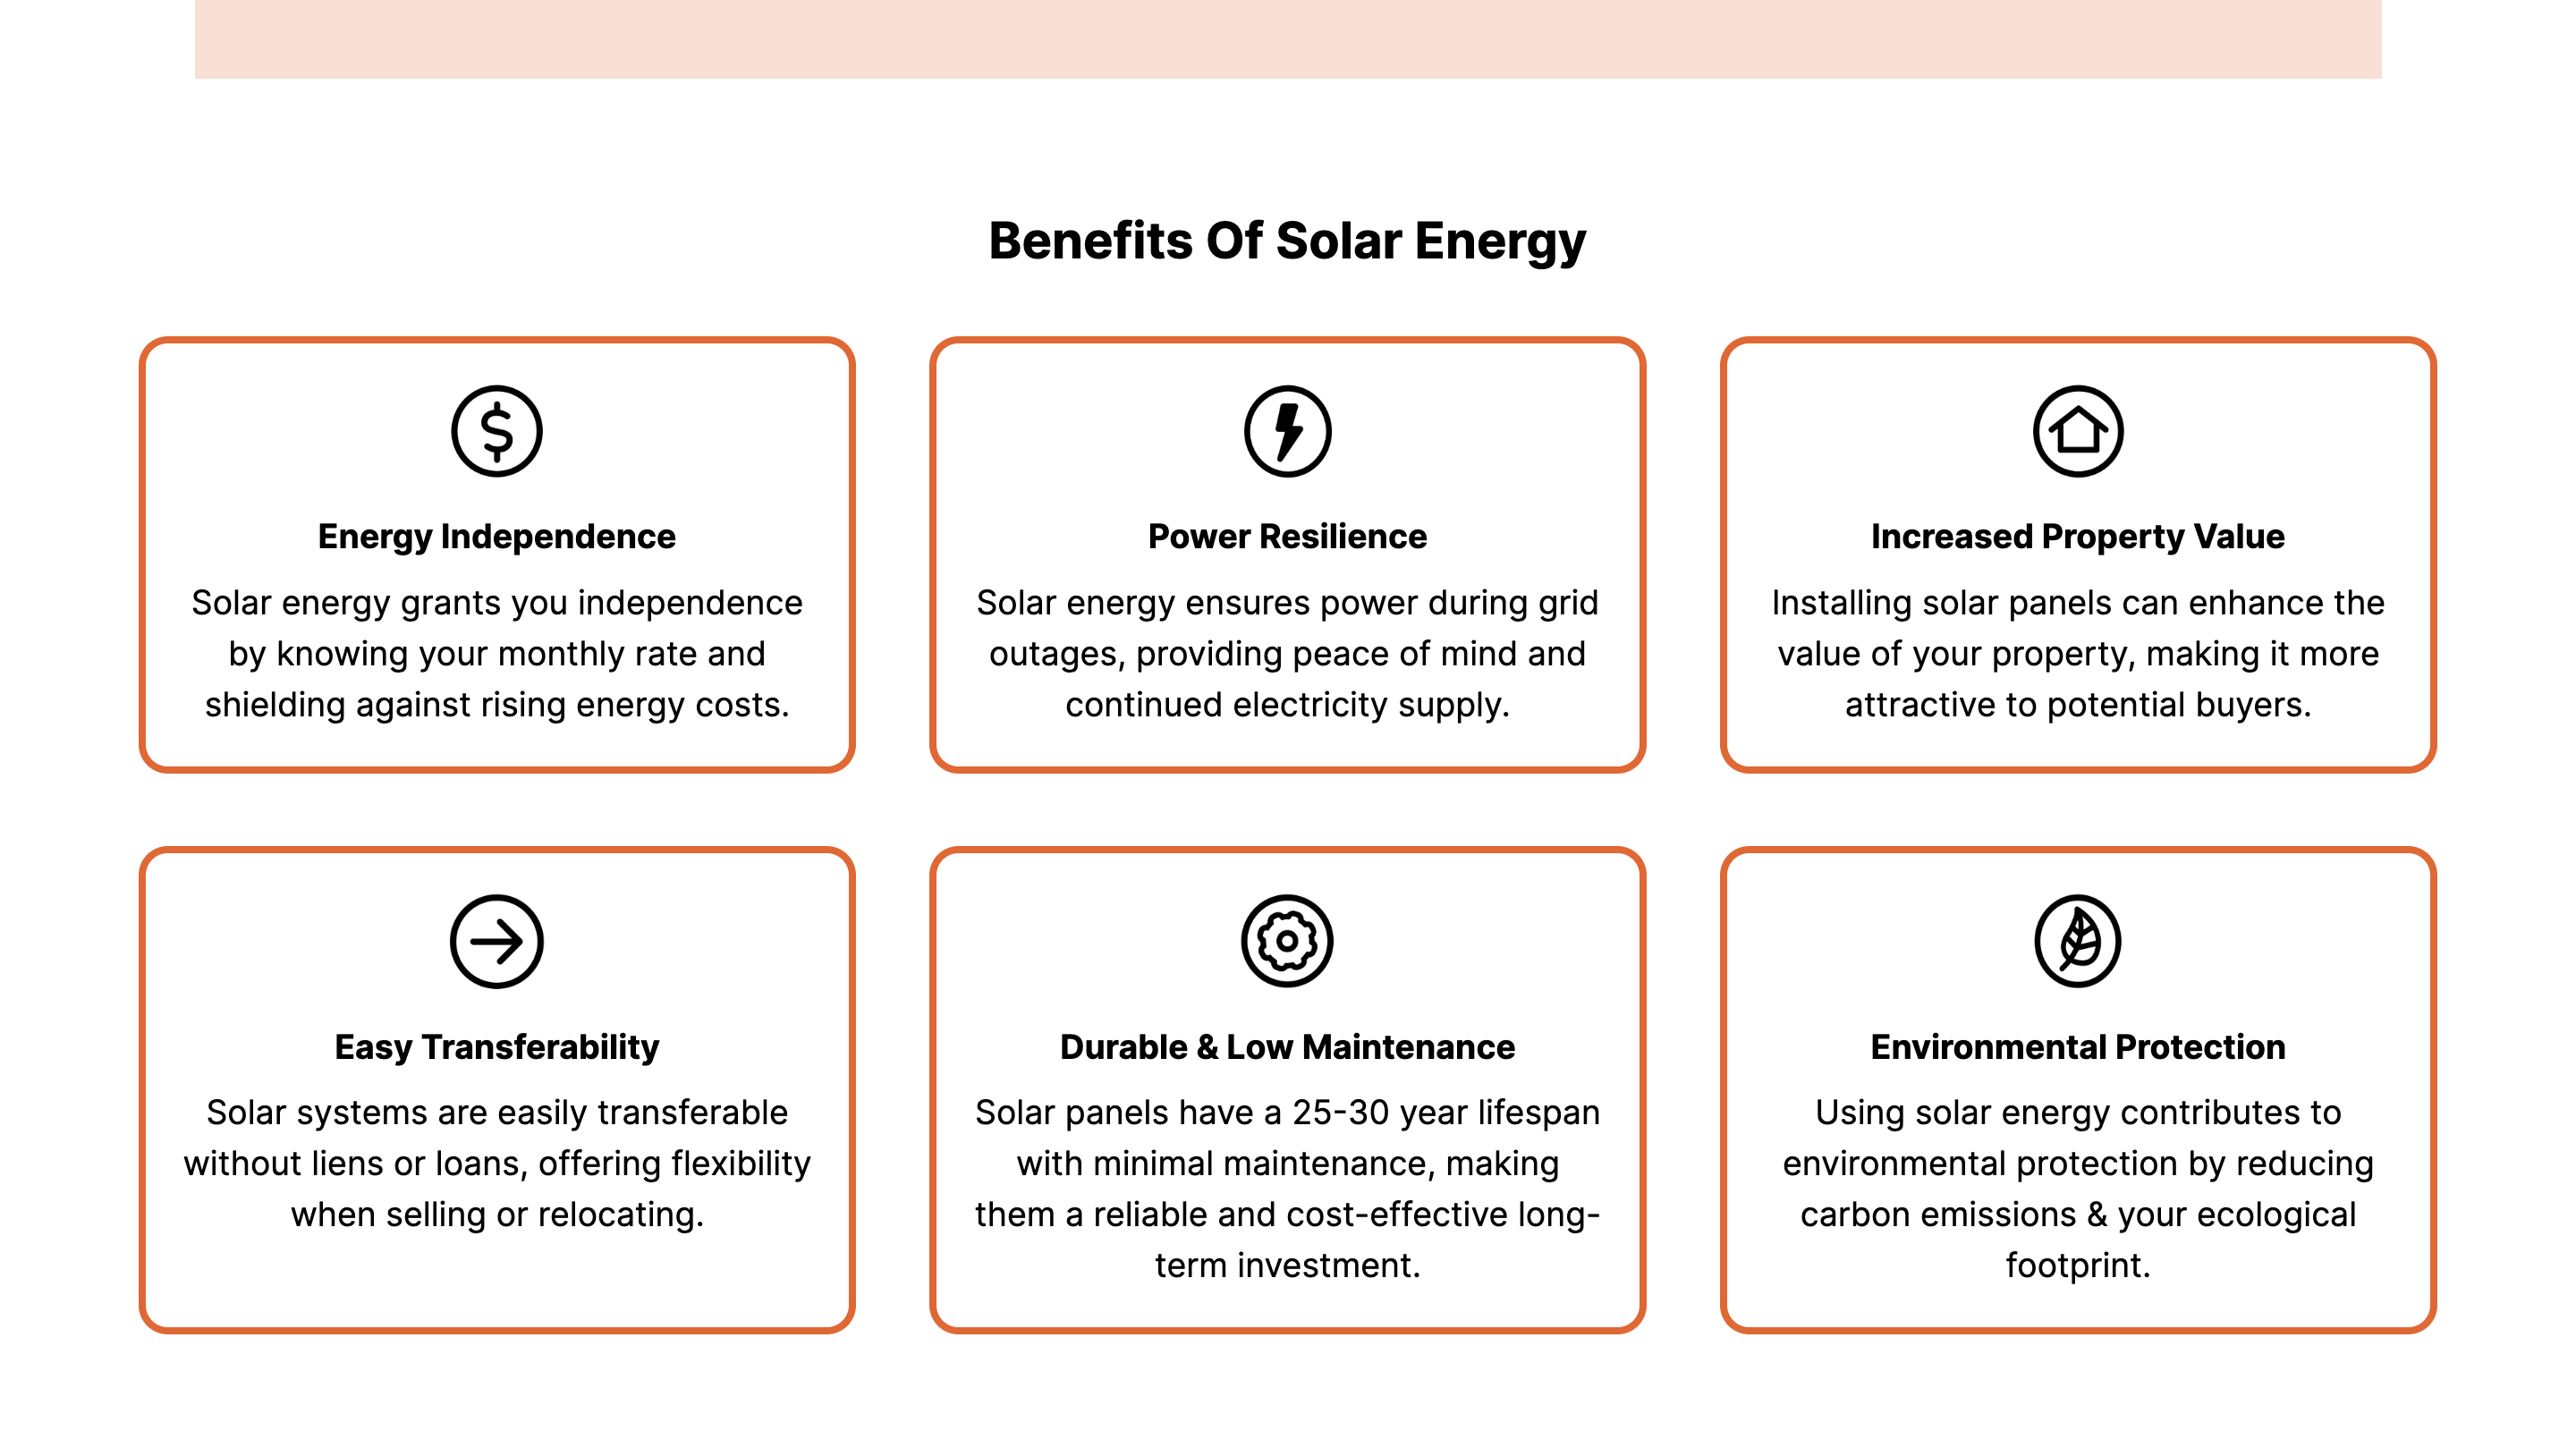 Benefits Of Solar Energy
Energy Independence
Solar energy grants you independence
by knowing your monthly rate and
shielding against rising energy costs.
Power Resilience
Solar energy ensures power during grid
outages, providing peace of mind and
continued electricity supply.
Increased Property Value
Installing solar panels can enhance the
value of your property, making it more
attractive to potential buyers.
Easy Transferability
Solar systems are easily transferable
without liens or loans, offering flexibility
when selling or relocating.
Durable & Low Maintenance
Solar panels have a 25-30 year lifespan
with minimal maintenance, making
them a reliable and cost-effective long-
term investment.
Environmental Protection
Using solar energy contributes to
environmental protection by reducing
carbon emissions & your ecological
footprint.